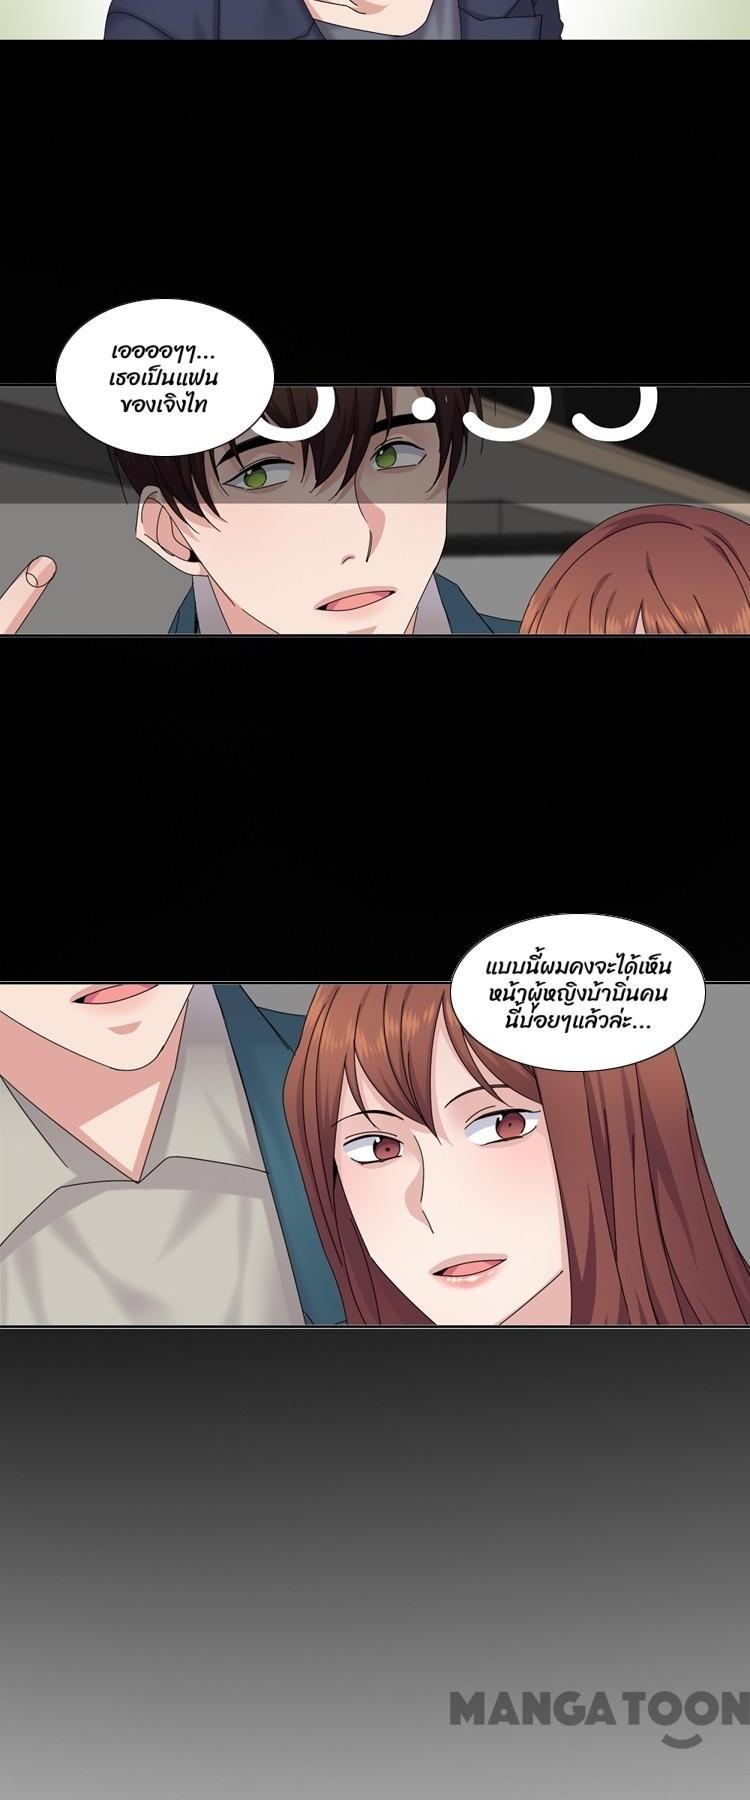 เออออๆๆ...
เธอเป็นแฟน
ของเจิงไท
แบบนี้ผมคงจะได้เห็น
หน้าผู้หญิงบ้าบิ่นคน
นี้บ่อยๆแล้วล่ะ...
MANGATOON